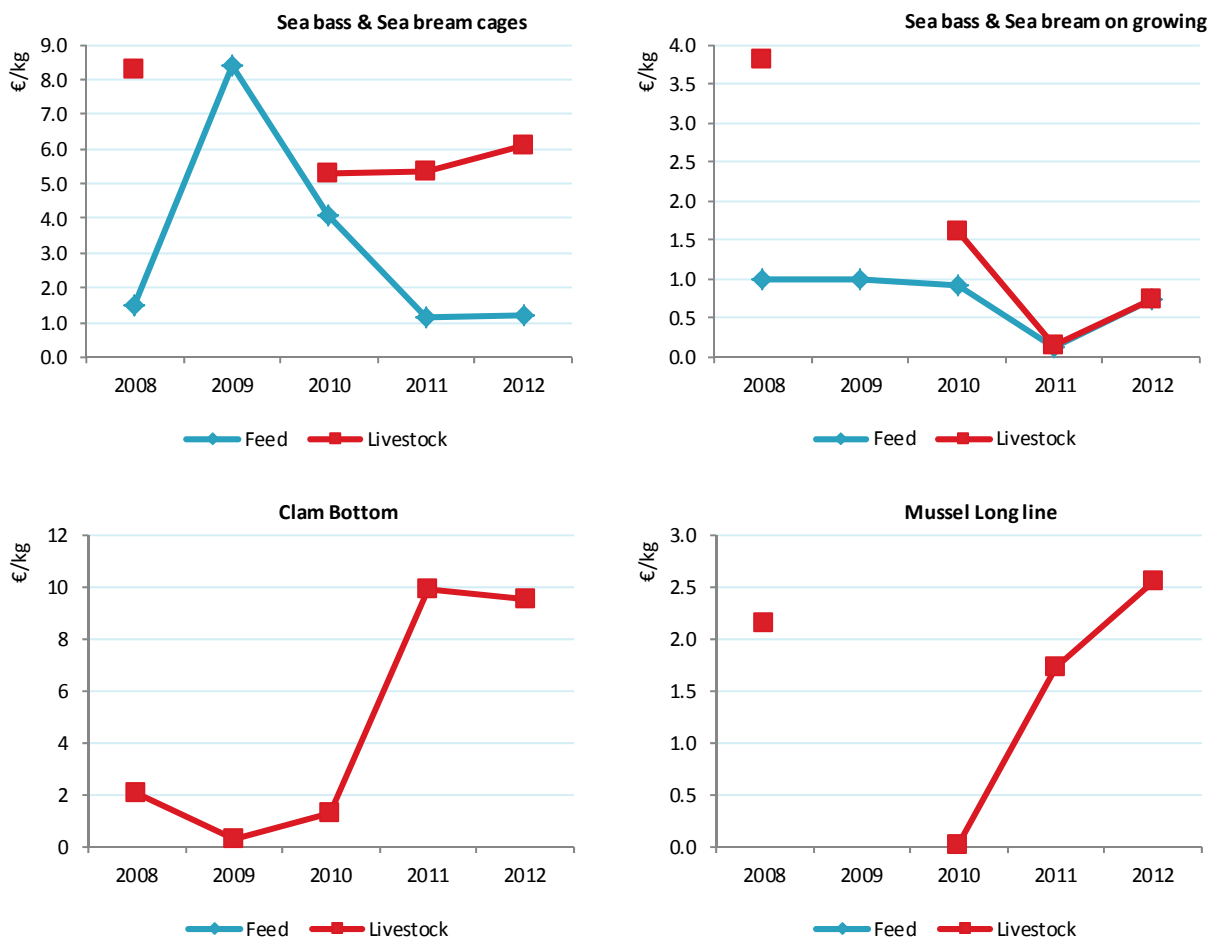 Sea bass & Sea bream cages
€/kg
9.0
8.0
7.0
6.0
5.0
4.0
3.0
2.0
1.0
0.0
2008 2009 2010 2011 2012
Feed Livestock
Sea bass & Sea bream on growing
€/kg
4.0
3.5
3.0
2.5
2.0
1.5
1.0
0.5
0.0
2008 2009 2010 2011 2012
Feed Livestock
Clam Bottom
€/kg
12
10
8
6
4
2
0
2008 2009 2010 2011 2012
Feed Livestock
Mussel Long line
€/kg
3.0
2.5
2.0
1.5
1.0
0.5
0.0
2008 2009 2010 2011 2012
Feed Livestock